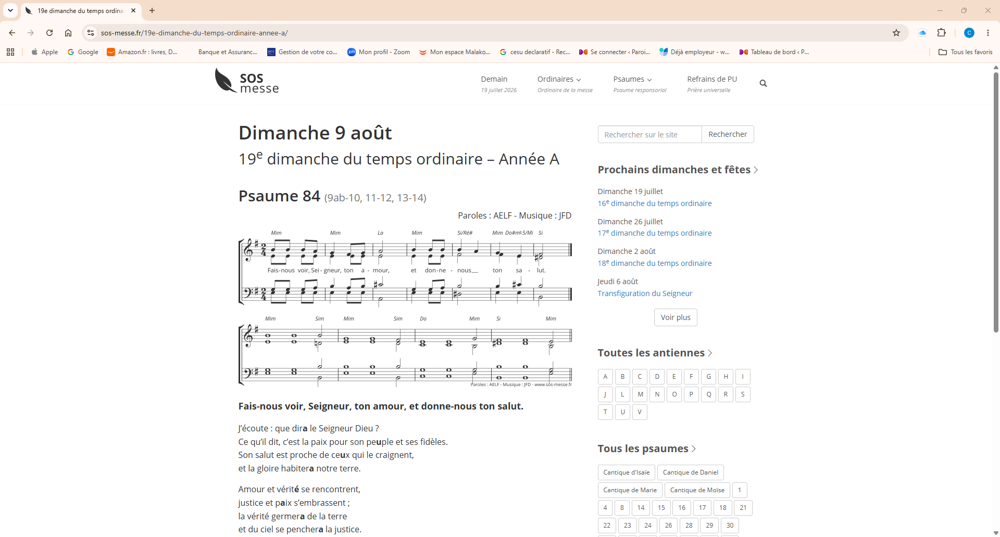 19e dimanche du temps ordina
sos-messe.fr/19e-dimanche-du-temps-ordinaire-annee-a/
C
Apple
Google
Amazon.fr : livres, D...
Banque et Assuranc...
LCL
Gestion de votre co...
zm
Mon profil - Zoom
Mon espace Malako...
cesu declaratif - Rec...
Se connecter ‹ Paroi...
Déjà employeur - w...
Tableau de bord ‹ P...
Tous les favoris
SOS
messe
Demain
19 juillet 2026
Ordinaires
Ordinaire de la messe
Psaumes
Psaume responsorial
Refrains de PU
Prière universelle
Dimanche 9 août
19e dimanche du temps ordinaire – Année A
Psaume 84 (9ab-10, 11-12, 13-14)
Paroles : AELF - Musique : JFD
Mim Mim La Mim Si/Ré# Mim Si
Fais-nous voir, Sei-gneur, ton a-mour, et don-ne-nous__ ton sa-lut.
Mim Sim Mim Sim Do Mim Si Mim
Paroles : AELF - Musique : JFD - www.sos-messe.fr
Fais-nous voir, Seigneur, ton amour, et donne-nous ton salut.
J’écoute : que dira le Seigneur Dieu ?
Ce qu’il dit, c’est la paix pour son peuple et ses fidèles.
Son salut est proche de ceux qui le craignent,
et la gloire habitera notre terre.
Amour et vérité se rencontrent,
justice et paix s’embrassent ;
la vérité germera de la terre
et du ciel se penchera la justice.
Rechercher sur le site
Rechercher
Prochains dimanches et fêtes
Dimanche 19 juillet
16e dimanche du temps ordinaire
Dimanche 26 juillet
17e dimanche du temps ordinaire
Dimanche 2 août
18e dimanche du temps ordinaire
Jeudi 6 août
Transfiguration du Seigneur
Voir plus
Toutes les antiennes
A B C D E F G H I
J L M N O P Q R S
T U V
Tous les psaumes
Cantique d'Isaïe Cantique de Daniel
Cantique de Marie Cantique de Moïse 1
4 8 14 15 16 17 18 21
22 23 24 26 28 29 30